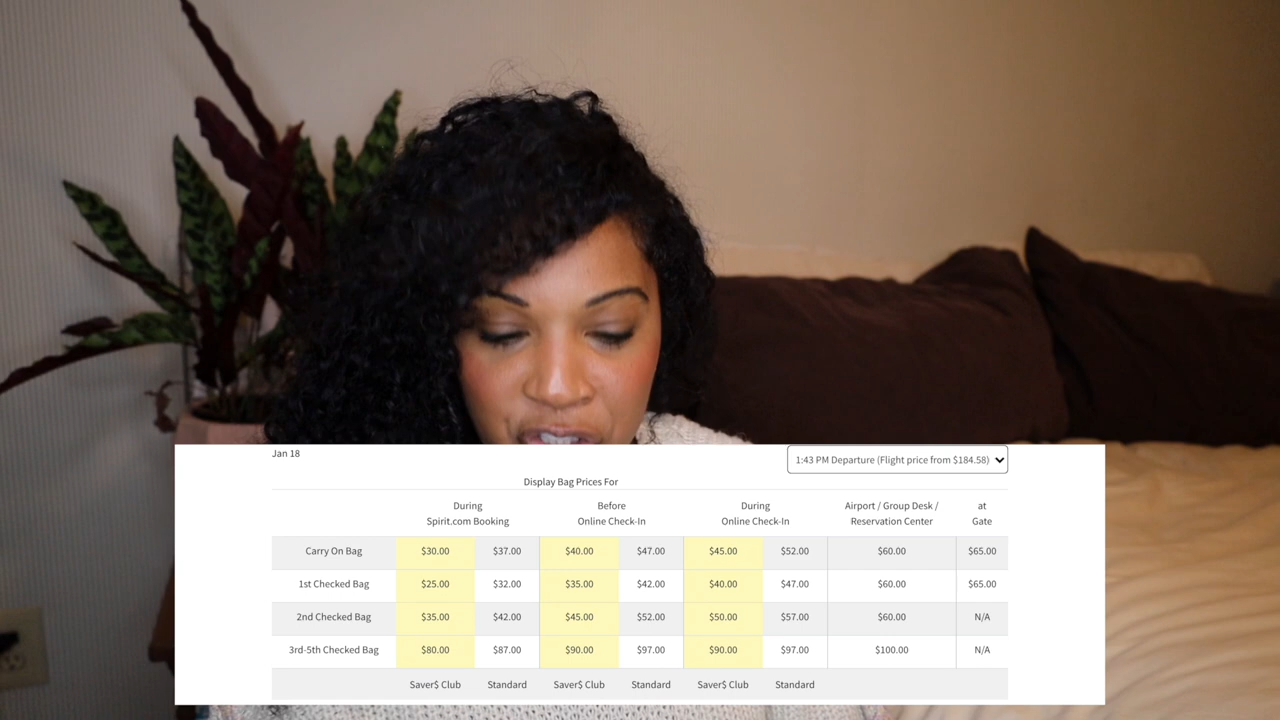 Jan 18
1:43 PM Departure (Flight price from $184.58)
Display Bag Prices For
During Spirit.com Booking Before Online Check-In During Online Check-In Airport / Group Desk / Reservation Center at Gate
Carry On Bag $30.00 $37.00 $40.00 $47.00 $45.00 $52.00 $60.00 $65.00
1st Checked Bag $25.00 $32.00 $35.00 $42.00 $40.00 $47.00 $60.00 $65.00
2nd Checked Bag $35.00 $42.00 $45.00 $52.00 $50.00 $57.00 $60.00 N/A
3rd-5th Checked Bag $80.00 $87.00 $90.00 $97.00 $90.00 $97.00 $100.00 N/A
Saver$ Club Standard Saver$ Club Standard Saver$ Club Standard